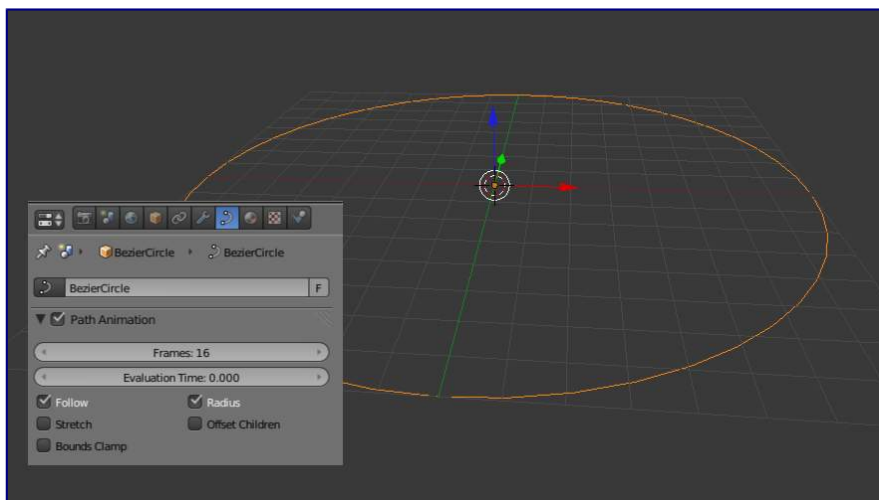 BezierCircle BezierCircle
BezierCircle F
Path Animation
Frames: 16
Evaluation Time: 0.000
Follow Radius
Stretch Offset Children
Bounds Clamp